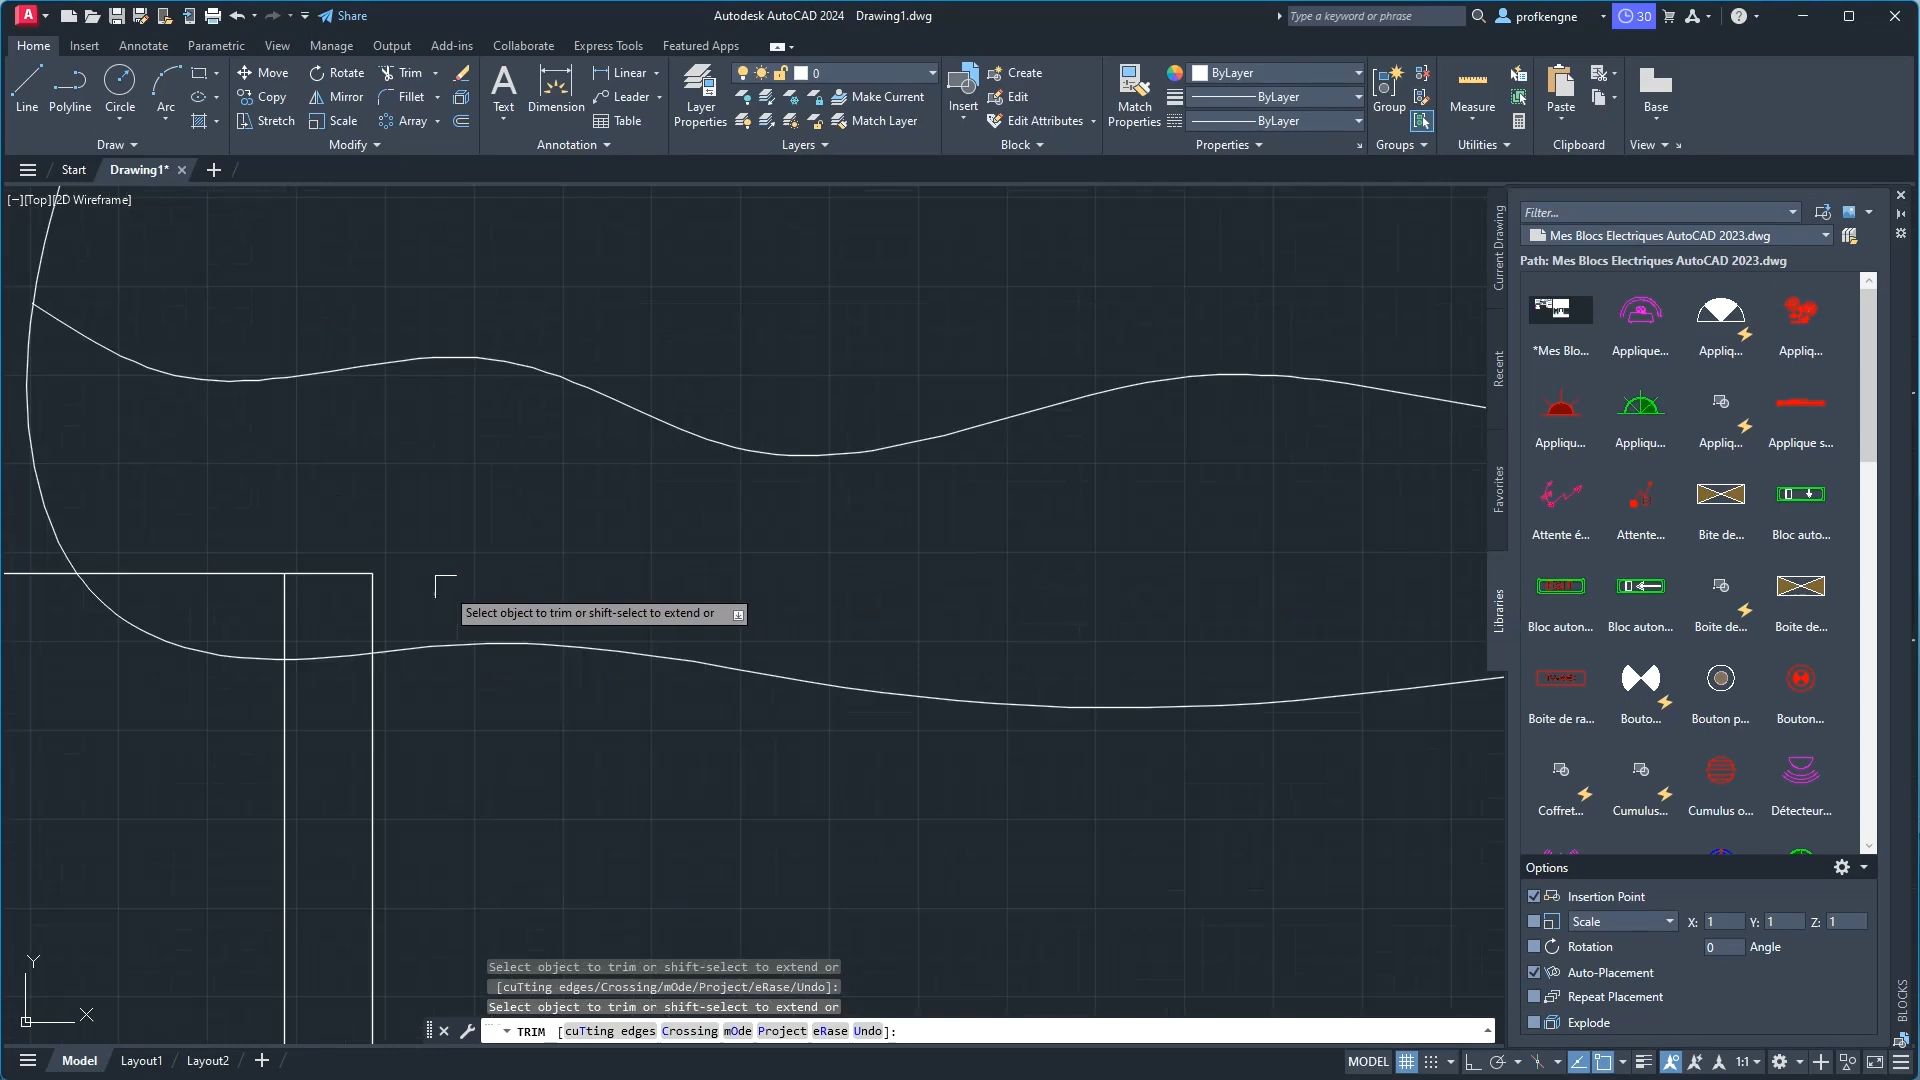 Share
Autodesk AutoCAD 2024 Drawing1.dwg
Type a keyword or phrase
profkengne
30
Home Insert Annotate Parametric View Manage Output Add-ins Collaborate Express Tools Featured Apps
Line
Polyline
Circle
Arc
Draw
Move
Rotate
Trim
Copy
Mirror
Fillet
Stretch
Scale
Array
Modify
Text
Dimension
Linear
Leader
Table
Annotation
Layer
Properties
0
Make Current
Match Layer
Layers
Insert
Create
Edit
Edit Attributes
Block
Match
Properties
ByLayer
ByLayer
ByLayer
Properties
Group
Groups
Measure
Utilities
Paste
Clipboard
Base
View
Start
Drawing1*
[−][Top][2D Wireframe]
Select object to trim or shift-select to extend or
Y
X
Select object to trim or shift-select to extend or
[cuTting edges/Crossing/mOde/Project/eRase/Undo]:
Select object to trim or shift-select to extend or
TRIM [cuTting edges Crossing mOde Project eRase Undo]:
Current Drawing
Recent
Favorites
Libraries
Filter...
Mes Blocs Electriques AutoCAD 2023.dwg
Path: Mes Blocs Electriques AutoCAD 2023.dwg
*Mes Blo... Applique... Appliq... Appliq...
Appliqu... Appliqu... Appliq... Applique s...
Attente é... Attente... Bite de... Bloc auto...
Bloc auton... Bloc auton... Boite de... Boite de...
Boite de ra... Bouto... Bouton p... Bouton...
Coffret... Cumulus... Cumulus o... Détecteur...
Options
Insertion Point
Scale X: 1 Y: 1 Z: 1
Rotation 0 Angle
Auto-Placement
Repeat Placement
Explode
BLOCKS
Model Layout1 Layout2
MODEL
1:1